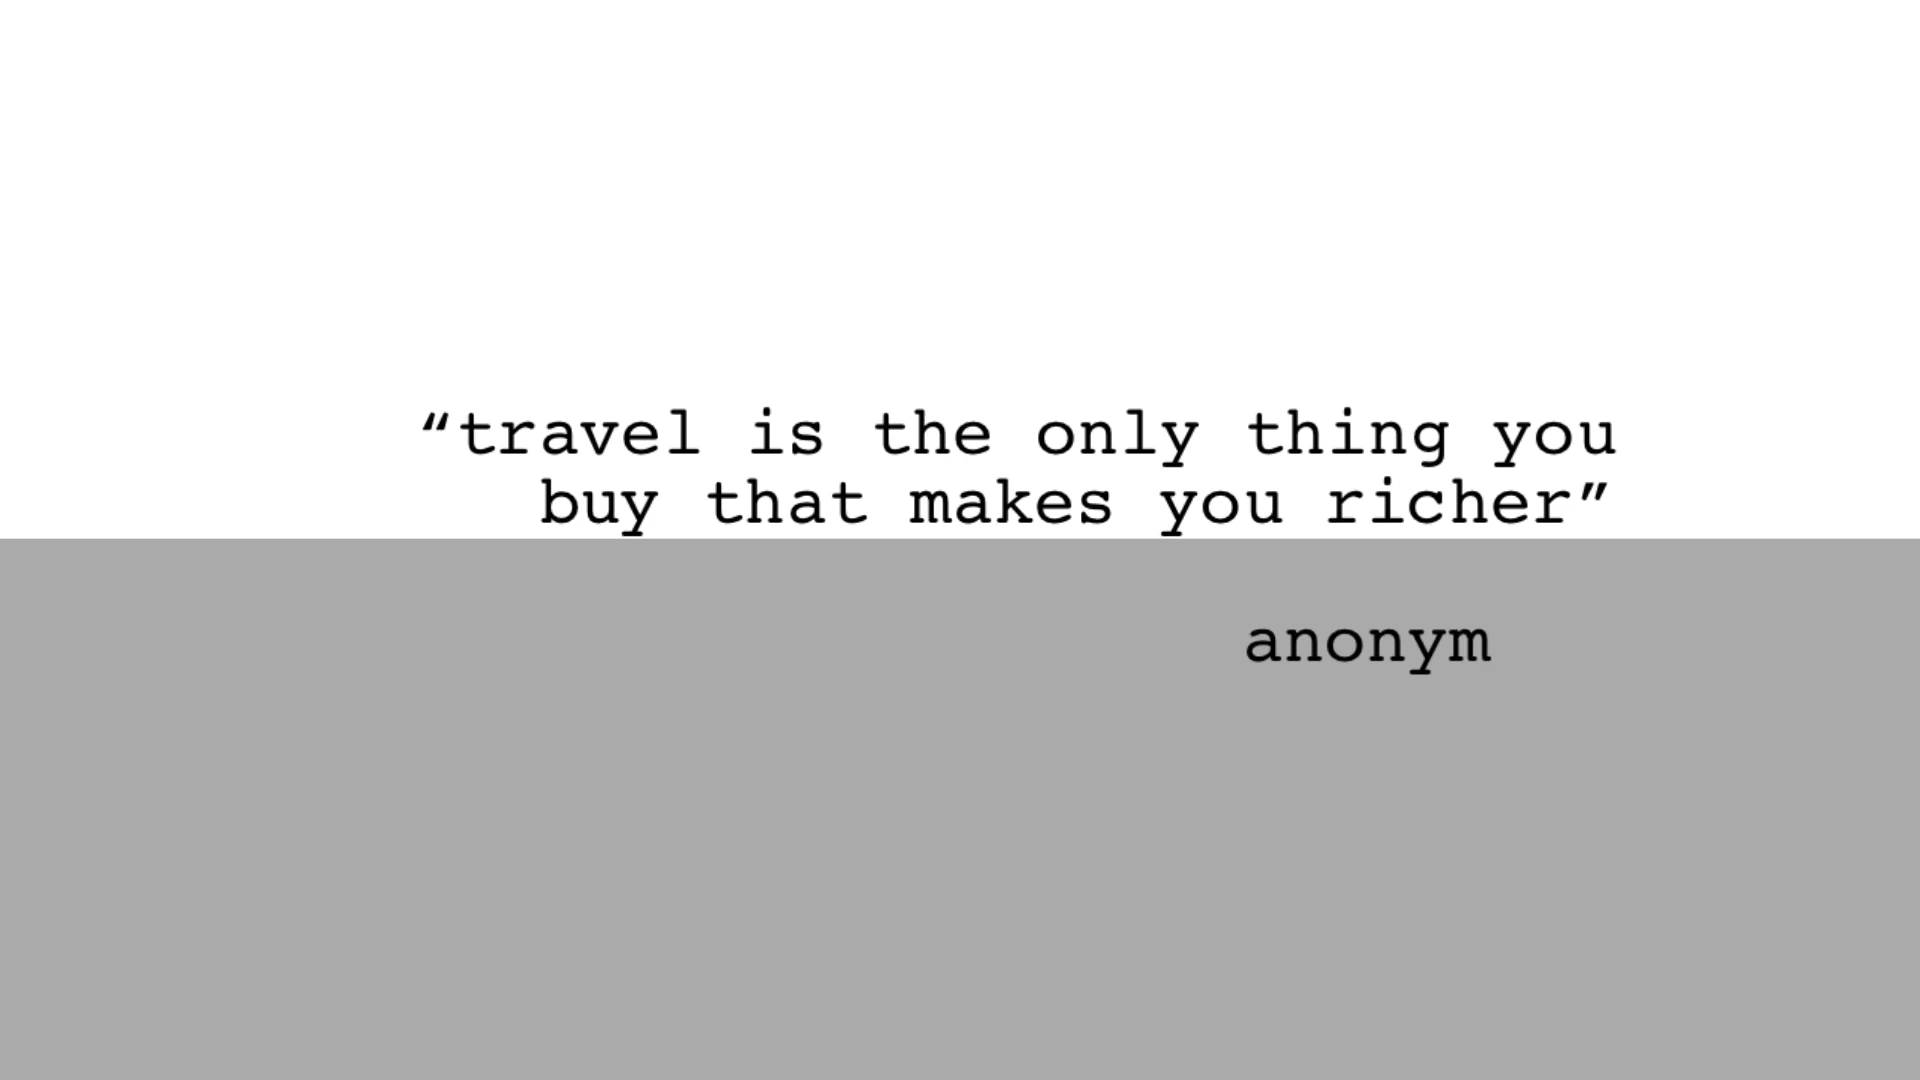 “travel is the only thing you
buy that makes you richer”
anonym